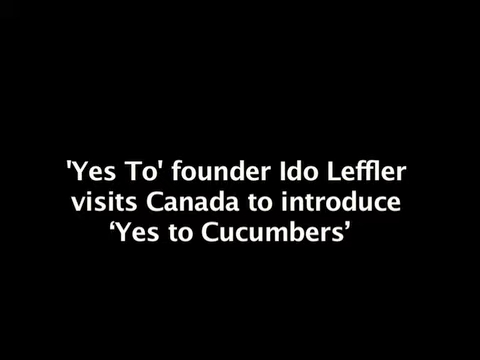 'Yes To' founder Ido Leffler
visits Canada to introduce
‘Yes to Cucumbers’